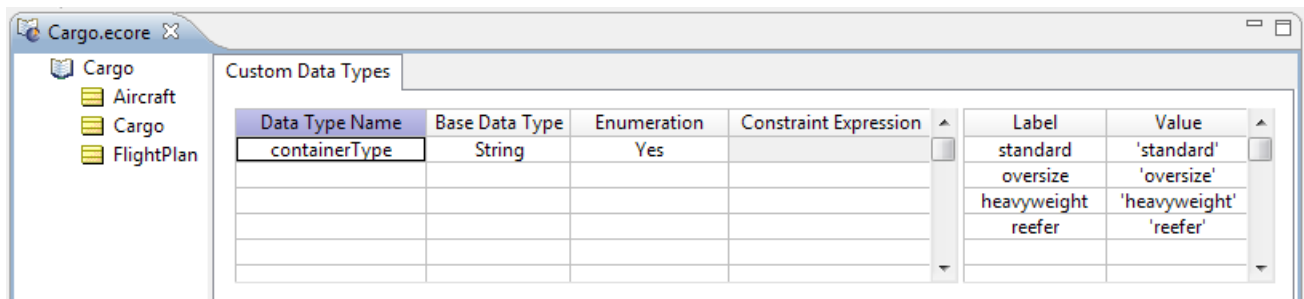 Cargo.ecore
Cargo
Aircraft
Cargo
FlightPlan
Custom Data Types
Data Type Name Base Data Type Enumeration Constraint Expression Label Value
containerType String Yes standard 'standard'
oversize 'oversize'
heavyweight 'heavyweight'
reefer 'reefer'